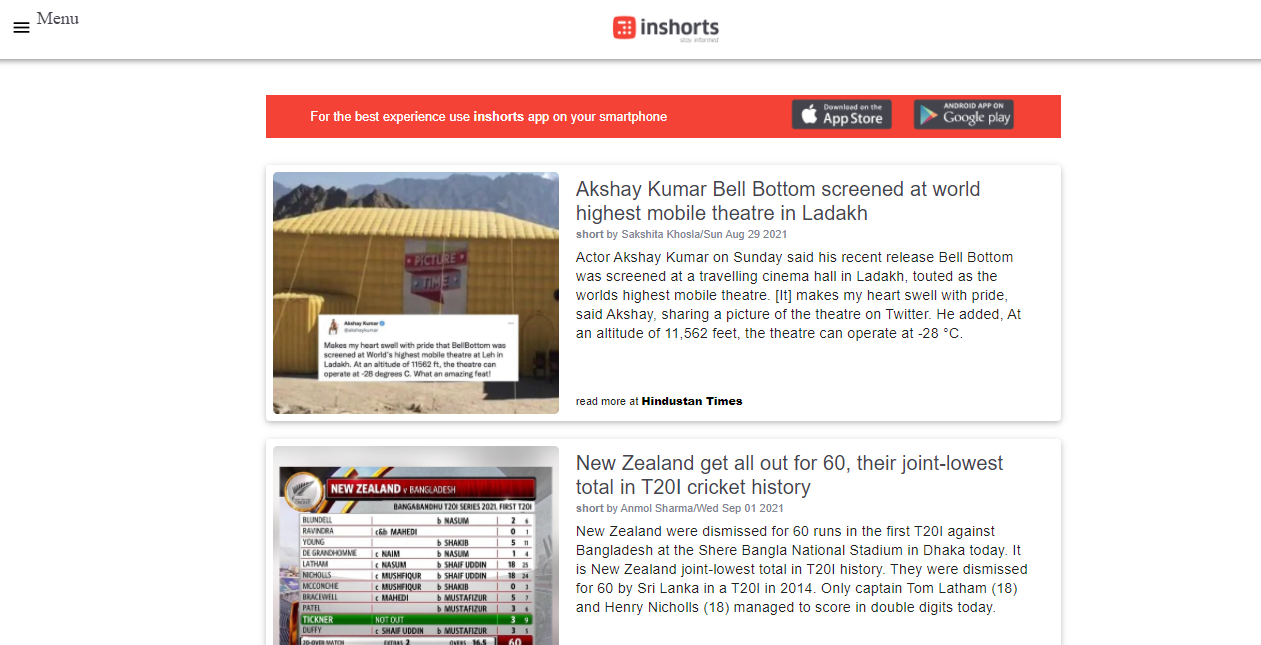 Menu
inshorts
stay informed
For the best experience use inshorts app on your smartphone
Download on the
App Store
ANDROID APP ON
Google play
PICTURE
TIME
Akshay Kumar
@akshaykumar
Makes my heart swell with pride that BellBottom was
screened at World's highest mobile theatre at Leh in
Ladakh. At an altitude of 11562 ft, the theatre can
operate at -28 degrees C. What an amazing feat!
Akshay Kumar Bell Bottom screened at world
highest mobile theatre in Ladakh
short by Sakshita Khosla/Sun Aug 29 2021
Actor Akshay Kumar on Sunday said his recent release Bell Bottom
was screened at a travelling cinema hall in Ladakh, touted as the
worlds highest mobile theatre. [It] makes my heart swell with pride,
said Akshay, sharing a picture of the theatre on Twitter. He added, At
an altitude of 11,562 feet, the theatre can operate at -28 °C.
read more at Hindustan Times
NEW ZEALAND v BANGLADESH
BANGABANDHU T20I SERIES 2021, FIRST T20I
BLUNDELL b NASUM 2 6
RAVINDRA c&b MAHEDI 0 1
YOUNG b SHAKIB 5 11
DE GRANDHOMME c NAIM b NASUM 1 4
LATHAM c NASUM b SHAIF UDDIN 18 25
NICHOLLS c MUSHFIQUR b SHAIF UDDIN 18 24
MCCONCHIE c MUSHFIQUR b SHAKIB 0 3
BRACEWELL c MAHEDI b MUSTAFIZUR 5 7
PATEL b MUSTAFIZUR 3 6
TICKNER NOT OUT 3 9
DUFFY c SHAIF UDDIN b MUSTAFIZUR 3 5
20-OVER MATCH EXTRAS 2 OVERS 16.5 60
New Zealand get all out for 60, their joint-lowest
total in T20I cricket history
short by Anmol Sharma/Wed Sep 01 2021
New Zealand were dismissed for 60 runs in the first T20I against
Bangladesh at the Shere Bangla National Stadium in Dhaka today. It
is New Zealand joint-lowest total in T20I history. They were dismissed
for 60 by Sri Lanka in a T20I in 2014. Only captain Tom Latham (18)
and Henry Nicholls (18) managed to score in double digits today.